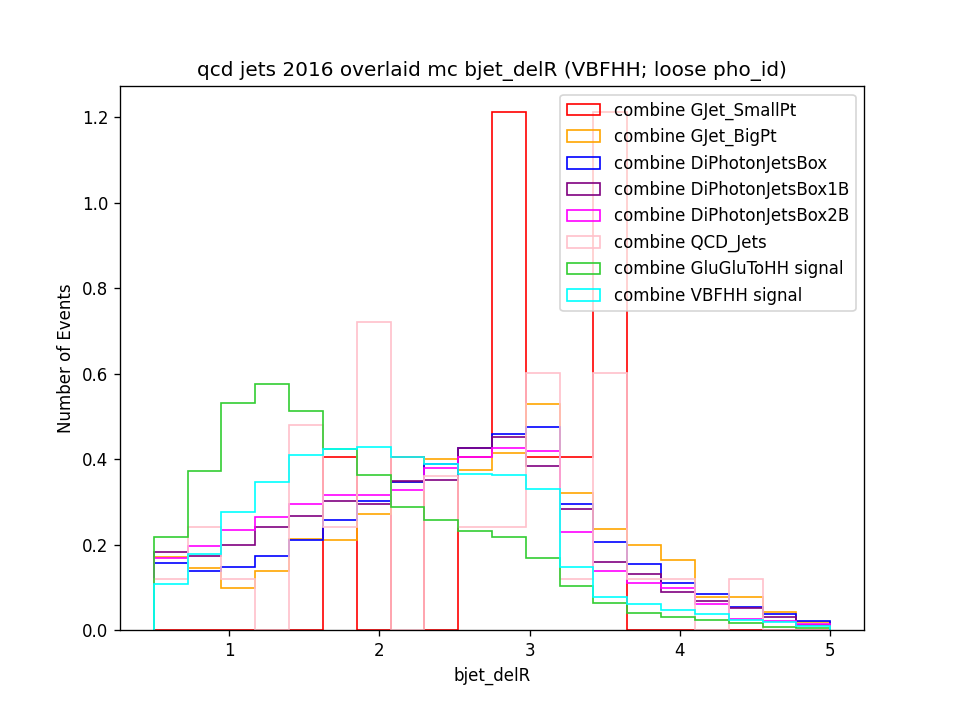 qcd jets 2016 overlaid mc bjet_delR (VBFHH; loose pho_id)
Number of Events
1.2
1.0
0.8
0.6
0.4
0.2
0.0
combine GJet_SmallPt
combine GJet_BigPt
combine DiPhotonJetsBox
combine DiPhotonJetsBox1B
combine DiPhotonJetsBox2B
combine QCD_Jets
combine GluGluToHH signal
combine VBFHH signal
1 2 3 4 5
bjet_delR